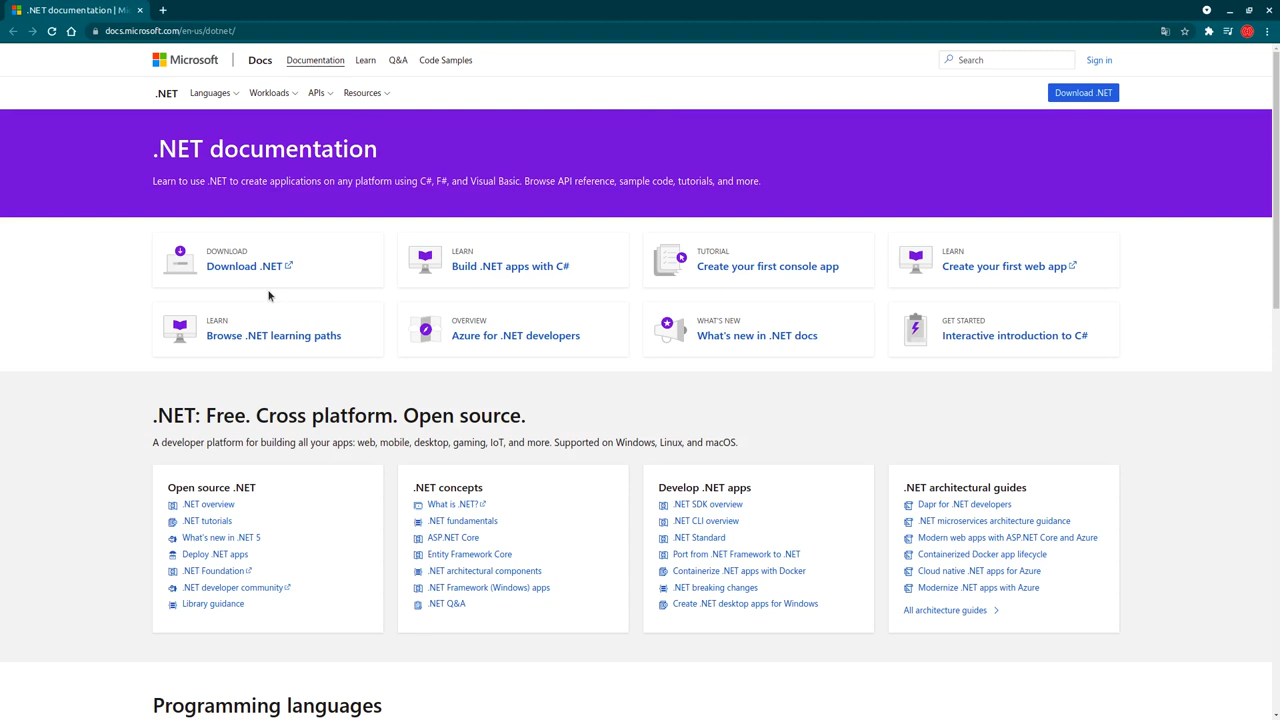 .NET documentation | Mi
docs.microsoft.com/en-us/dotnet/
Microsoft Docs Documentation Learn Q&A Code Samples Search Sign in
.NET Languages Workloads APIs Resources Download .NET
.NET documentation
Learn to use .NET to create applications on any platform using C#, F#, and Visual Basic. Browse API reference, sample code, tutorials, and more.
DOWNLOAD
Download .NET
LEARN
Build .NET apps with C#
TUTORIAL
Create your first console app
LEARN
Create your first web app
LEARN
Browse .NET learning paths
OVERVIEW
Azure for .NET developers
WHAT'S NEW
What's new in .NET docs
GET STARTED
Interactive introduction to C#
.NET: Free. Cross platform. Open source.
A developer platform for building all your apps: web, mobile, desktop, gaming, IoT, and more. Supported on Windows, Linux, and macOS.
Open source .NET
.NET overview
.NET tutorials
What's new in .NET 5
Deploy .NET apps
.NET Foundation
.NET developer community
Library guidance
.NET concepts
What is .NET?
.NET fundamentals
ASP.NET Core
Entity Framework Core
.NET architectural components
.NET Framework (Windows) apps
.NET Q&A
Develop .NET apps
.NET SDK overview
.NET CLI overview
.NET Standard
Port from .NET Framework to .NET
Containerize .NET apps with Docker
.NET breaking changes
Create .NET desktop apps for Windows
.NET architectural guides
Dapr for .NET developers
.NET microservices architecture guidance
Modern web apps with ASP.NET Core and Azure
Containerized Docker app lifecycle
Cloud native .NET apps for Azure
Modernize .NET apps with Azure
All architecture guides
Programming languages